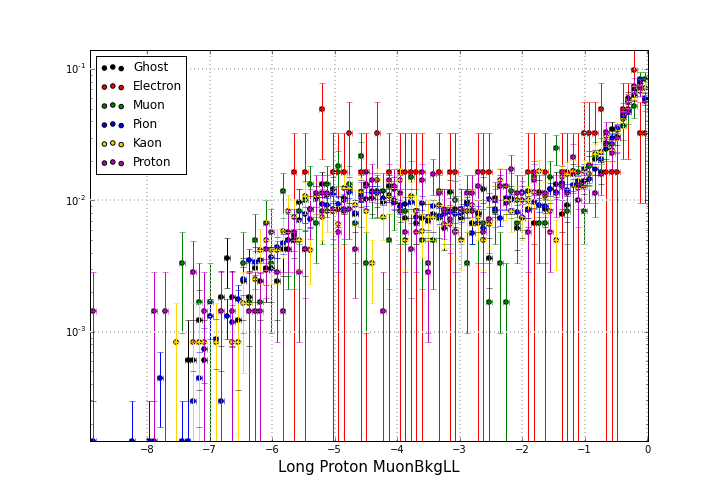 10⁻¹
10⁻²
10⁻³
Ghost
Electron
Muon
Pion
Kaon
Proton
−8 −7 −6 −5 −4 −3 −2 −1 0
Long Proton MuonBkgLL